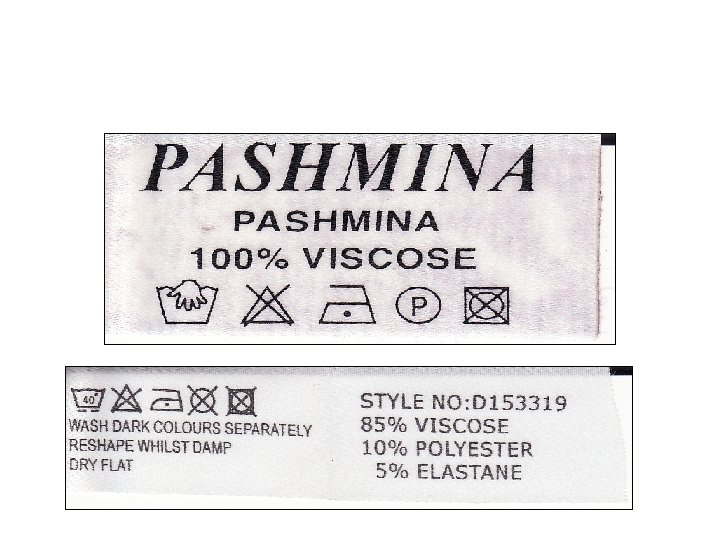 PASHMINA
PASHMINA
100% VISCOSE
P
40°
WASH DARK COLOURS SEPARATELY
RESHAPE WHILST DAMP
DRY FLAT
STYLE NO:D153319
85% VISCOSE
10% POLYESTER
5% ELASTANE